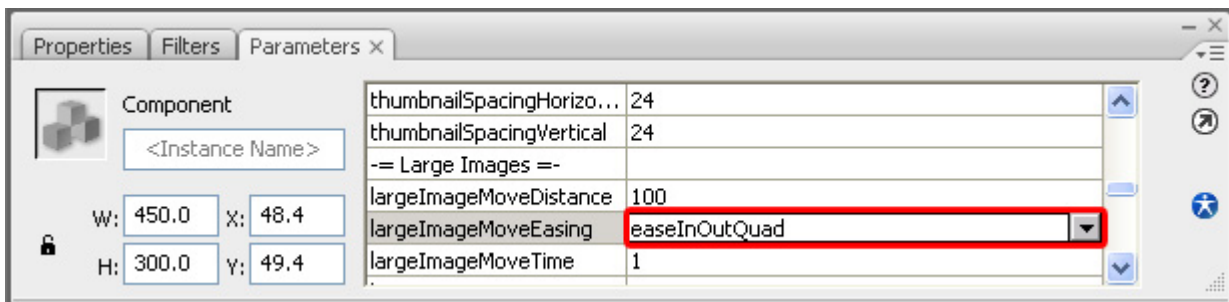 Properties Filters Parameters
Component
<Instance Name>
W: 450.0 X: 48.4
H: 300.0 Y: 49.4
thumbnailSpacingHorizo... 24
thumbnailSpacingVertical 24
-= Large Images =-
largeImageMoveDistance 100
largeImageMoveEasing easeInOutQuad
largeImageMoveTime 1